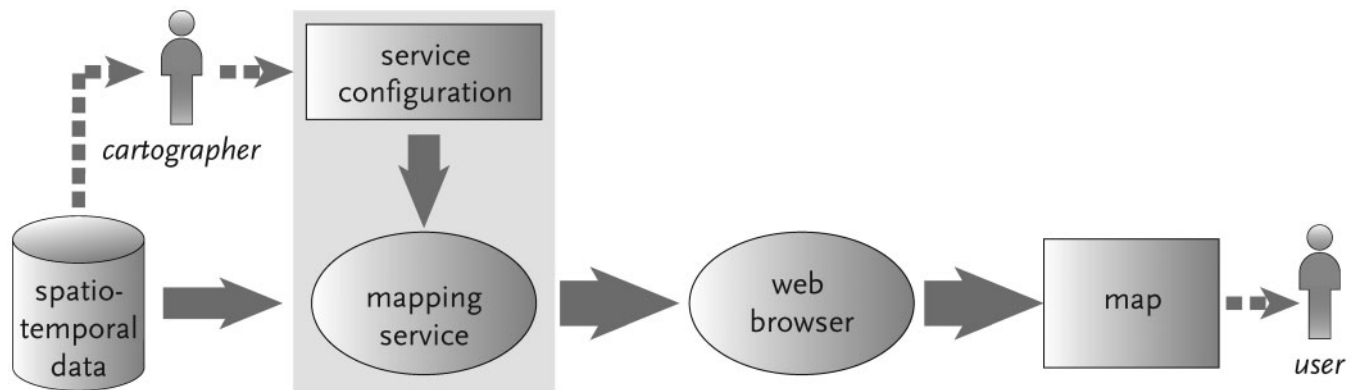 service
configuration
cartographer
spatio-
temporal
data
mapping
service
web
browser
map
user